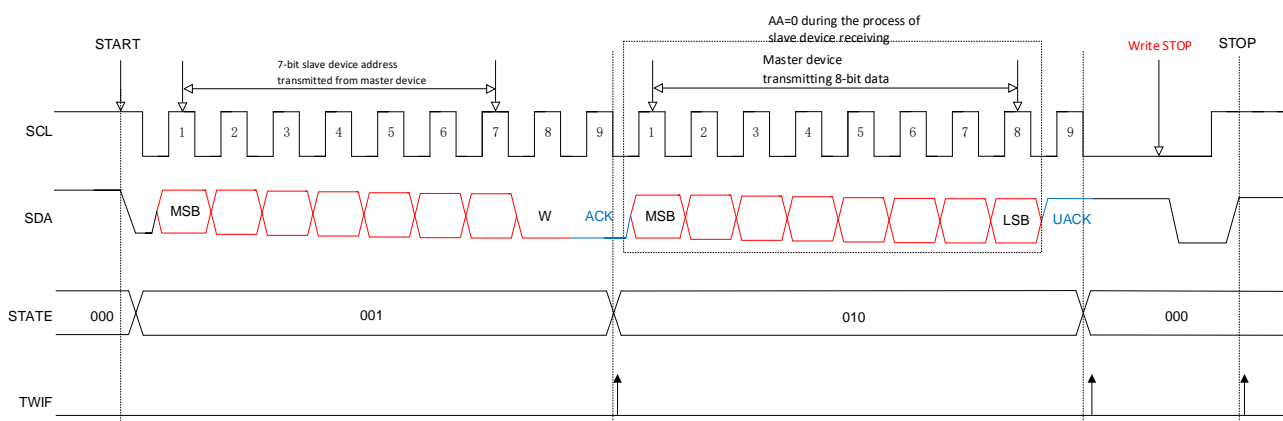 AA=0 during the process of
slave device receiving
START
7-bit slave device address
transmitted from master device
Master device
transmitting 8-bit data
Write STOP
STOP
SCL
1 2 3 4 5 6 7 8 9 1 2 3 4 5 6 7 8 9
SDA
MSB W ACK MSB LSB UACK
STATE
000 001 010 000
TWIF